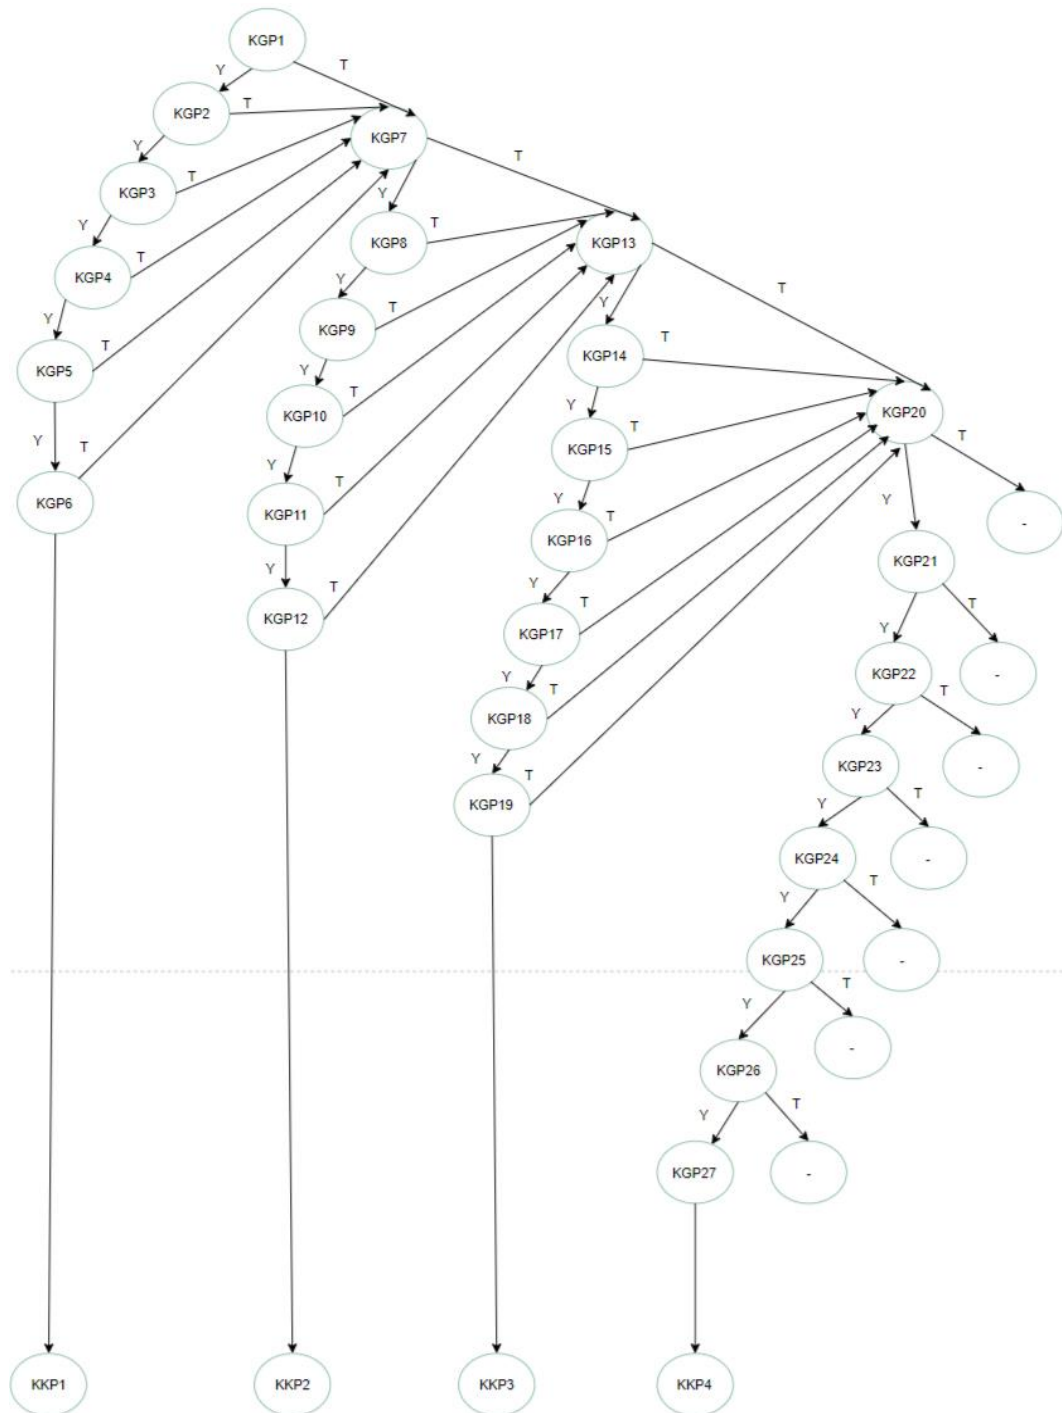 KGP1
Y
T
KGP2
T
KGP7
Y
T
T
KGP3
T
Y
Y
KGP8
T
KGP13
KGP4
T
Y
T
T
Y
KGP9
T
Y
KGP14
T
KGP5
T
Y
KGP10
T
Y
KGP20
Y
T
KGP15
T
T
KGP6
Y
KGP11
T
Y
KGP16
T
Y
-
Y
KGP12
T
Y
KGP17
T
KGP21
T
Y
Y
KGP18
T
KGP22
T
-
Y
KGP19
T
Y
KGP23
T
-
Y
KGP24
T
-
Y
KGP25
T
-
Y
KGP26
T
-
Y
KGP27
-
KKP1
KKP2
KKP3
KKP4